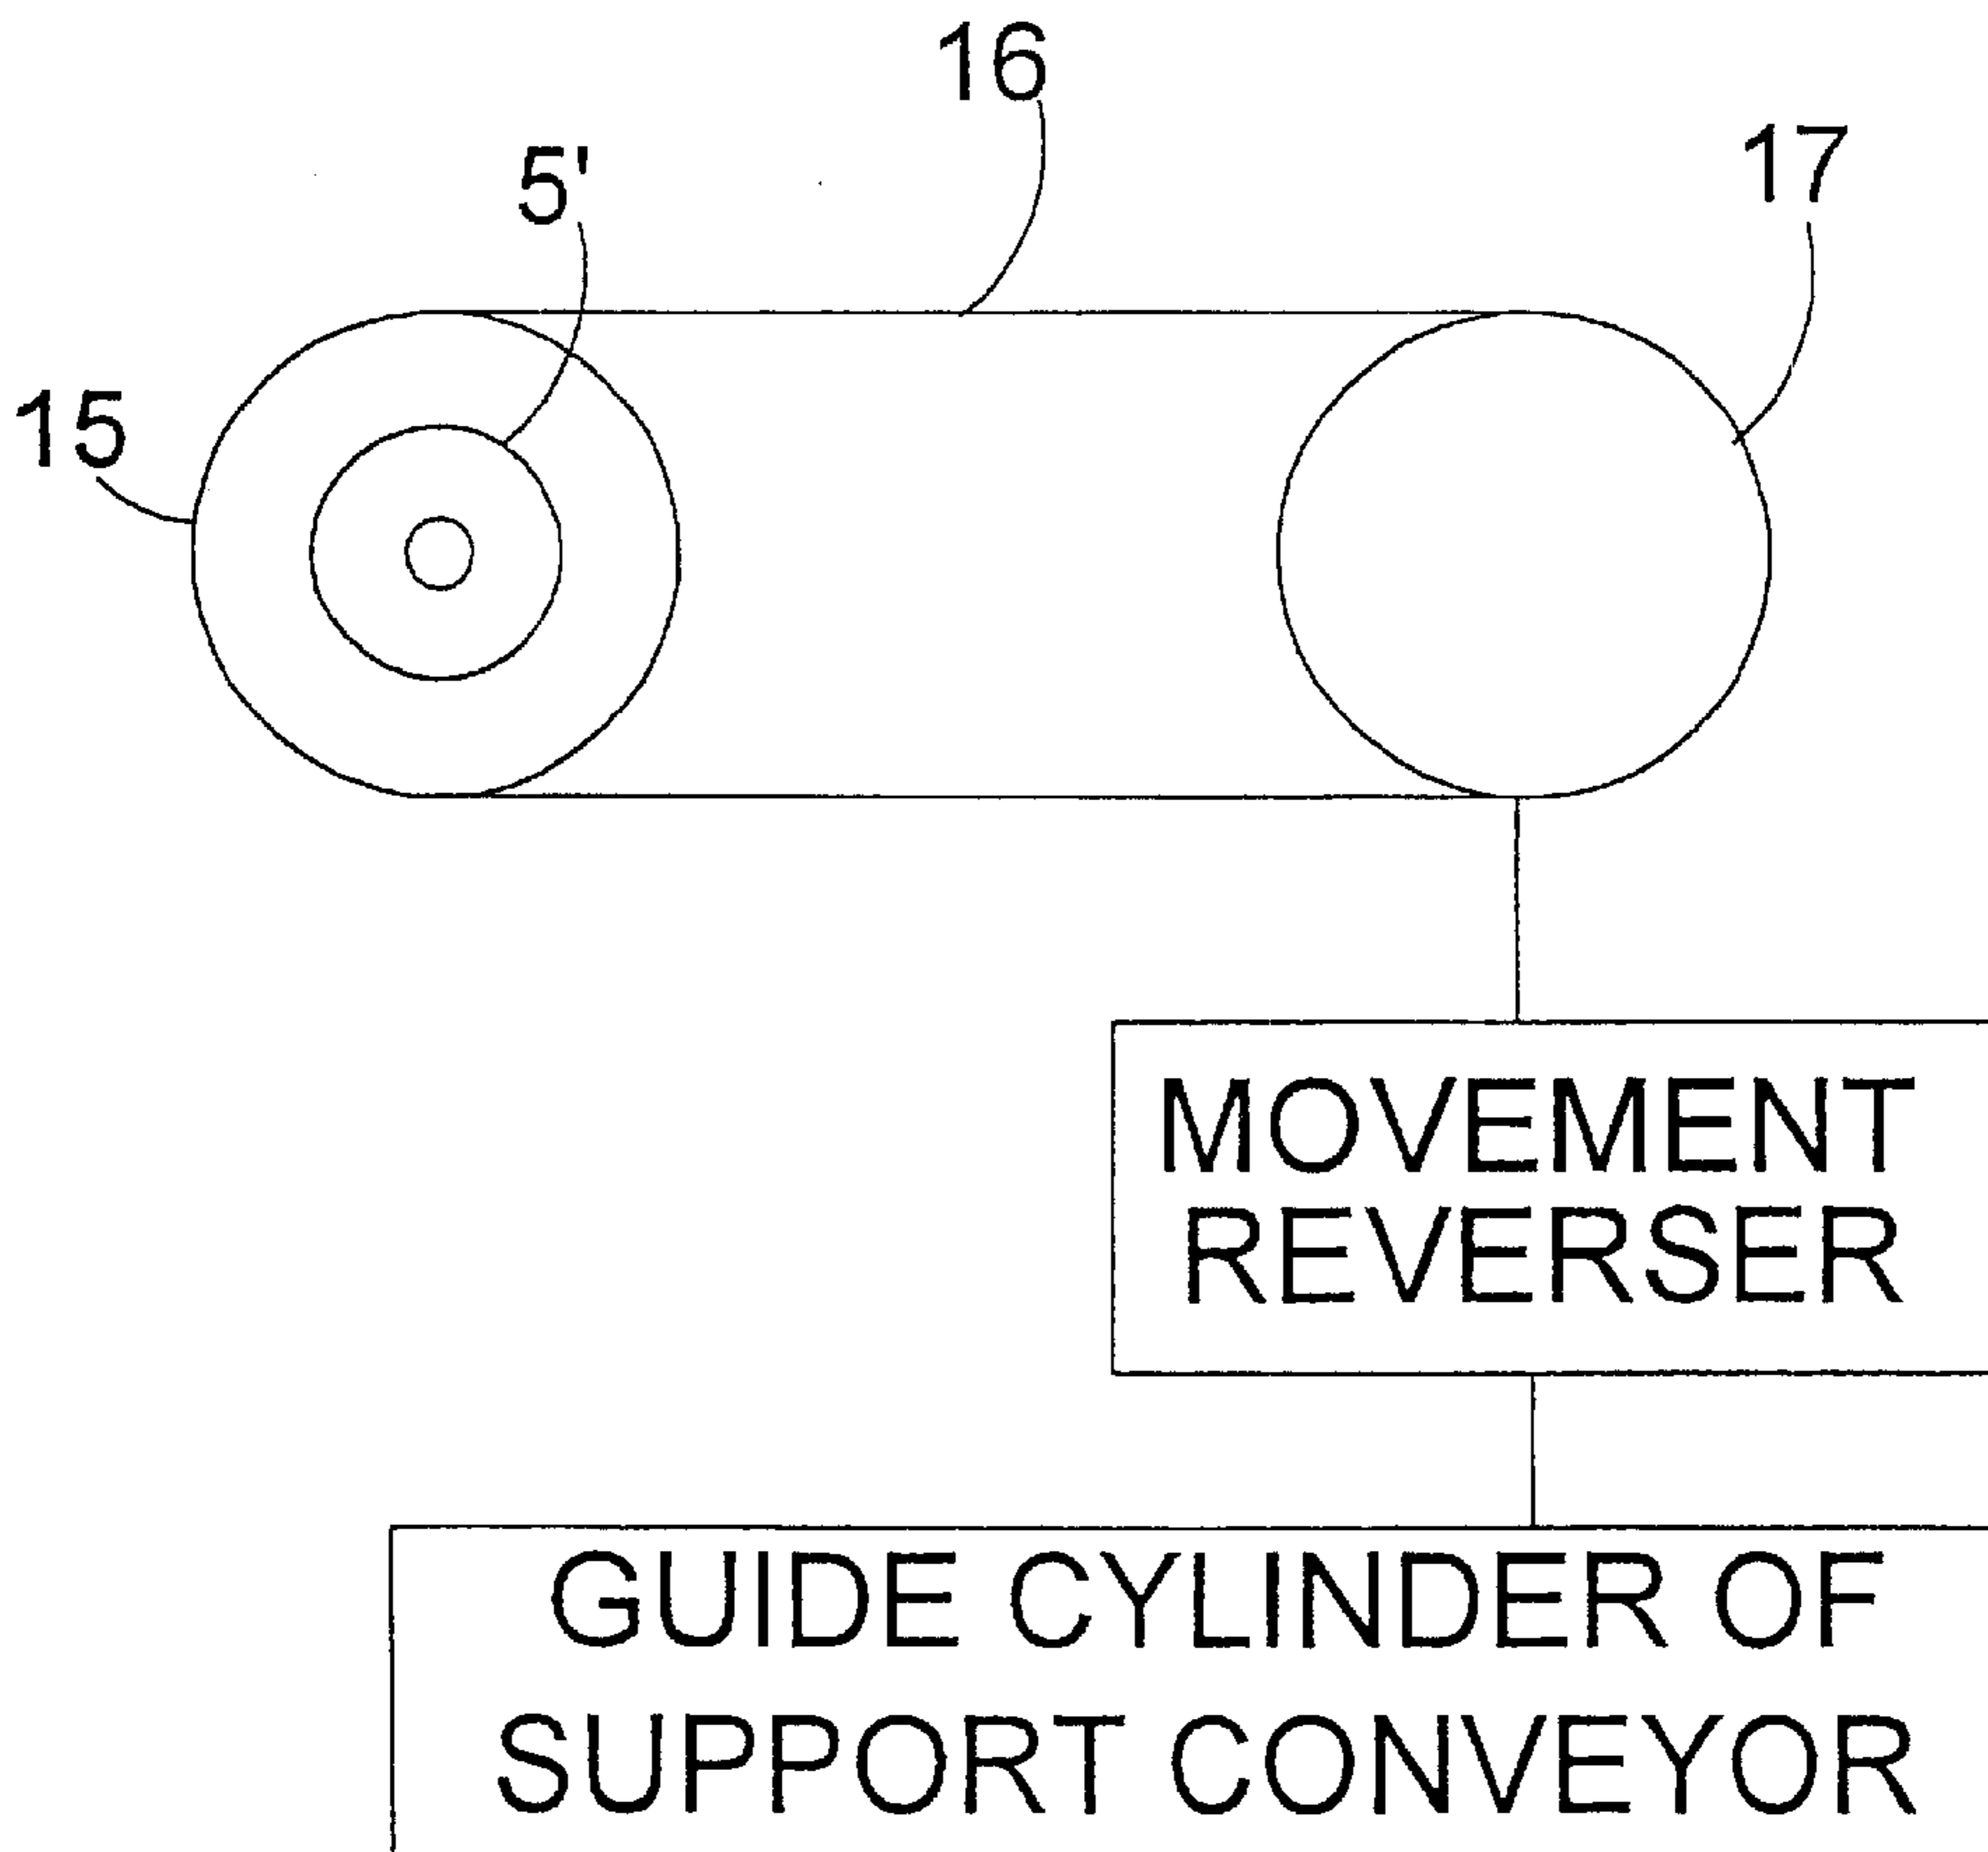 16
5'
17
15
MOVEMENT
REVERSER
GUIDE CYLINDER OF
SUPPORT CONVEYOR